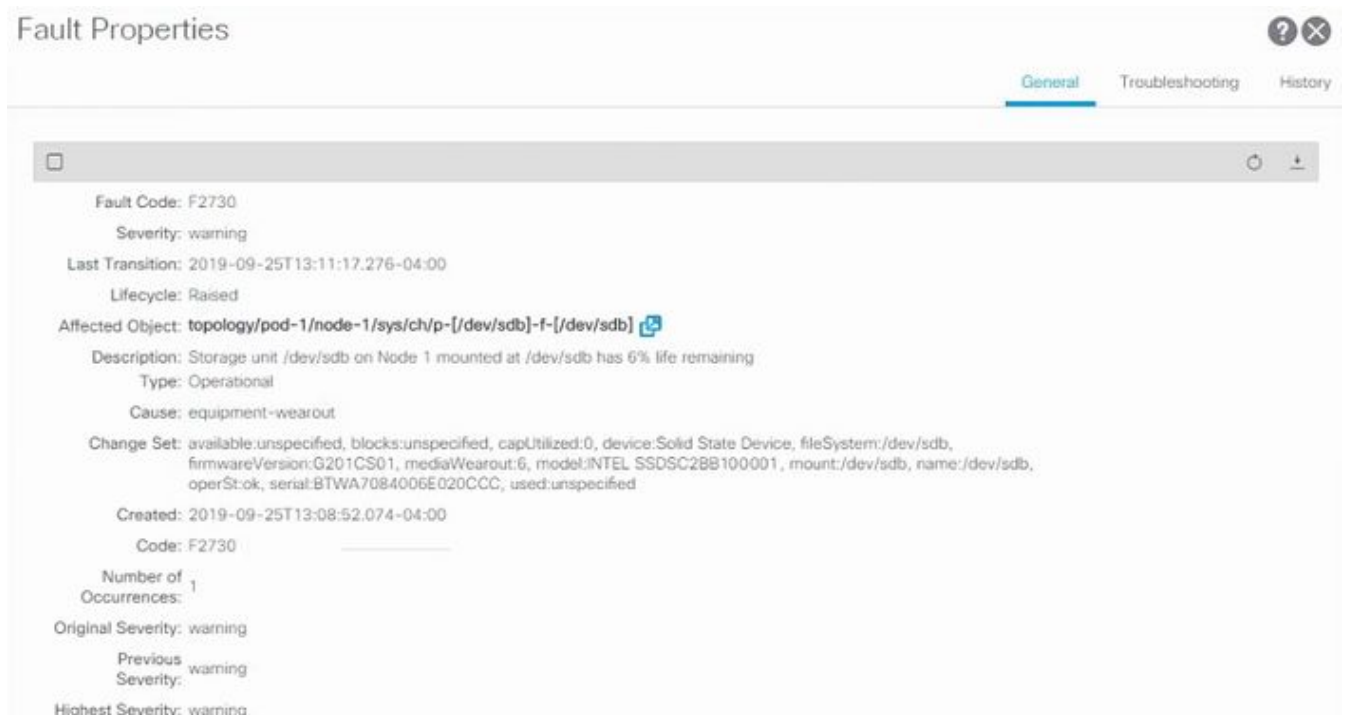 Fault Properties
General Troubleshooting History
Fault Code: F2730
Severity: warning
Last Transition: 2019-09-25T13:11:17.276-04:00
Lifecycle: Raised
Affected Object: topology/pod-1/node-1/sys/ch/p-[/dev/sdb]-f-[/dev/sdb]
Description: Storage unit /dev/sdb on Node 1 mounted at /dev/sdb has 6% life remaining
Type: Operational
Cause: equipment-wearout
Change Set: available:unspecified, blocks:unspecified, capUtilized:0, device:Solid State Device, fileSystem:/dev/sdb,
firmwareVersion:G201CS01, mediaWearout:6, model:INTEL SSDSC2BB100001, mount:/dev/sdb, name:/dev/sdb,
operSt:ok, serial:BTWA7084006E020CCC, used:unspecified
Created: 2019-09-25T13:08:52.074-04:00
Code: F2730
Number of
Occurrences: 1
Original Severity: warning
Previous
Severity: warning
Highest Severity: warning